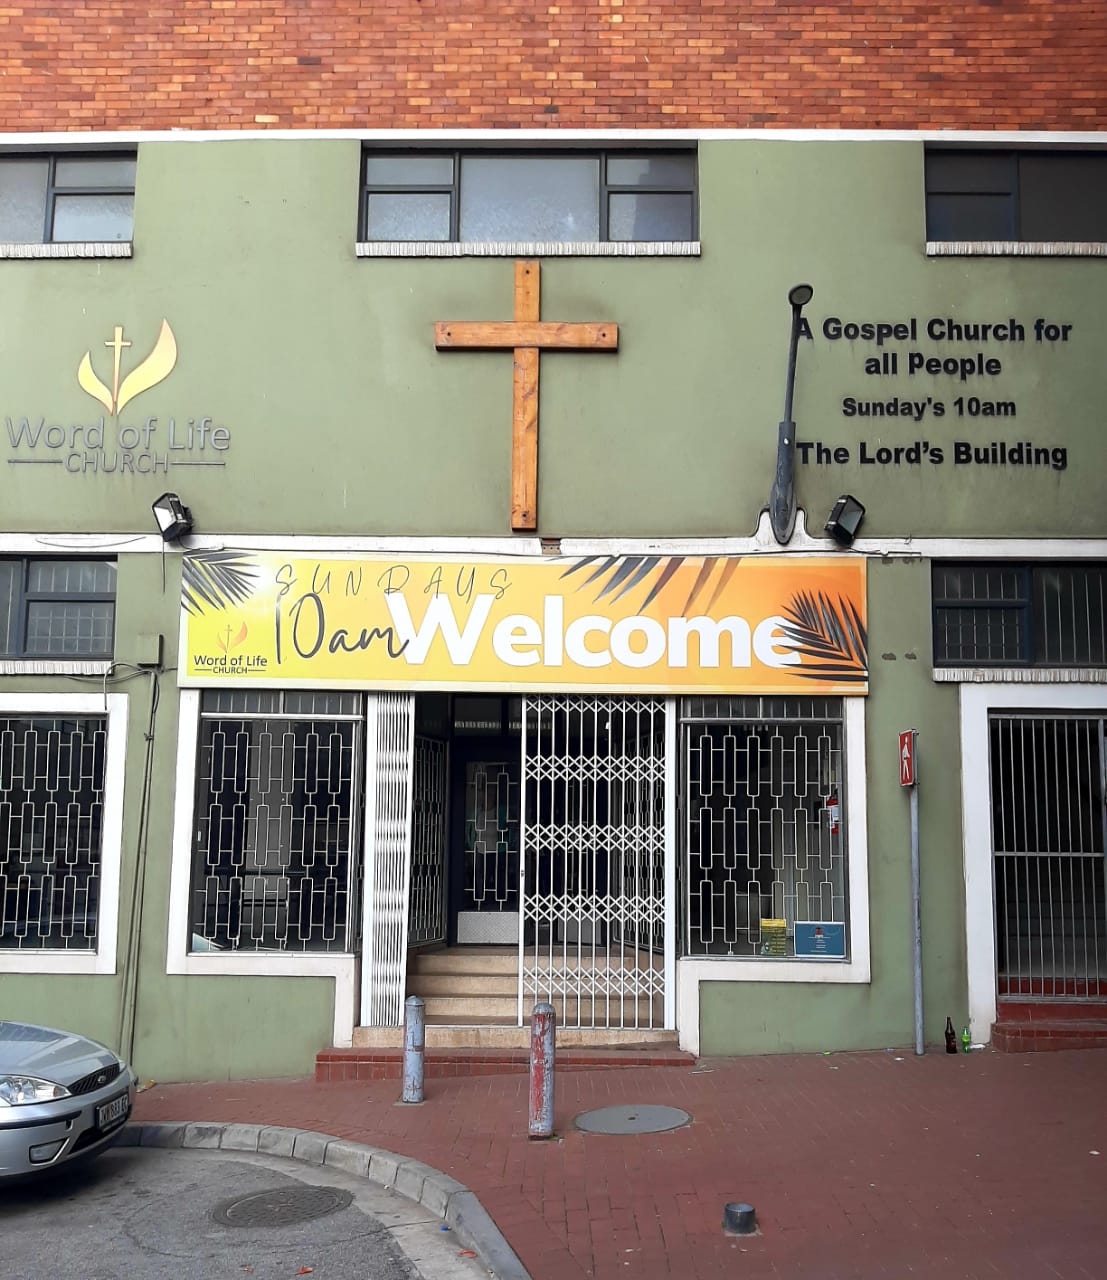 Word of Life
CHURCH
A Gospel Church for
all People
Sunday's 10am
The Lord's Building
SUNDAYS
10am Welcome
Word of Life
CHURCH